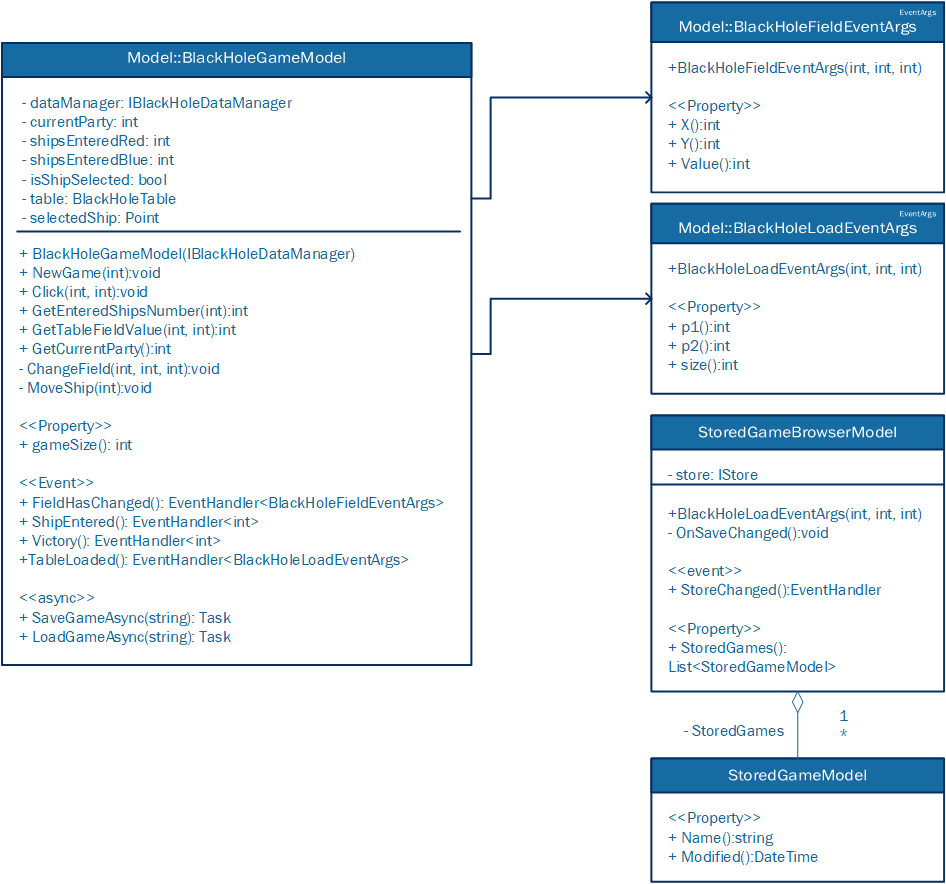 Model::BlackHoleGameModel
- dataManager: IBlackHoleDataManager
- currentParty: int
- shipsEnteredRed: int
- shipsEnteredBlue: int
- isShipSelected: bool
- table: BlackHoleTable
- selectedShip: Point
+ BlackHoleGameModel(IBlackHoleDataManager)
+ NewGame(int):void
+ Click(int, int):void
+ GetEnteredShipsNumber(int):int
+ GetTableFieldValue(int, int):int
+ GetCurrentParty():int
- ChangeField(int, int, int):void
- MoveShip(int):void
<<Property>>
+ gameSize(): int
<<Event>>
+ FieldHasChanged(): EventHandler<BlackHoleFieldEventArgs>
+ ShipEntered(): EventHandler<int>
+ Victory(): EventHandler<int>
+TableLoaded(): EventHandler<BlackHoleLoadEventArgs>
<<async>>
+ SaveGameAsync(string): Task
+ LoadGameAsync(string): Task
EventArgs
Model::BlackHoleFieldEventArgs
+BlackHoleFieldEventArgs(int, int, int)
<<Property>>
+ X():int
+ Y():int
+ Value():int
EventArgs
Model::BlackHoleLoadEventArgs
+BlackHoleLoadEventArgs(int, int, int)
<<Property>>
+ p1():int
+ p2():int
+ size():int
StoredGameBrowserModel
- store: IStore
+BlackHoleLoadEventArgs(int, int, int)
- OnSaveChanged():void
<<event>>
+ StoreChanged():EventHandler
<<Property>>
+ StoredGames():
List<StoredGameModel>
1
- StoredGames
*
StoredGameModel
<<Property>>
+ Name():string
+ Modified():DateTime